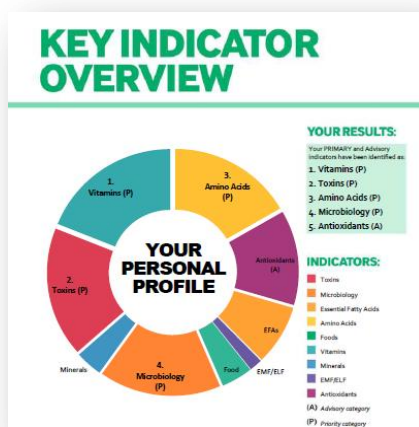 KEY INDICATOR
OVERVIEW
1.
Vitamins (P)
3.
Amino Acids
(P)
2.
Toxins (P)
YOUR
PERSONAL
PROFILE
Antioxidants
(A)
EFAs
EMF/ELF
Food
4.
Microbiology
(P)
Minerals
YOUR RESULTS:
Your PRIMARY and Advisory
Indicators have been identified as:
1. Vitamins (P)
2. Toxins (P)
3. Amino Acids (P)
4. Microbiology (P)
5. Antioxidants (A)
INDICATORS:
Toxins
Microbiology
Essential Fatty Acids
Amino Acids
Foods
Vitamins
Minerals
EMF/ELF
Antioxidants
(A) Advisory category
(P) Priority category